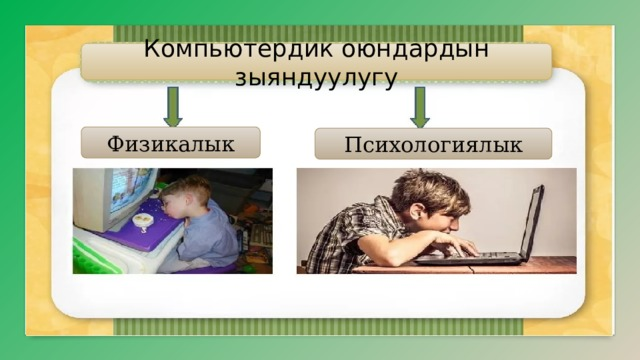 Компьютердик оюндардын
зыяндуулугу
Физикалык
Психологиялык